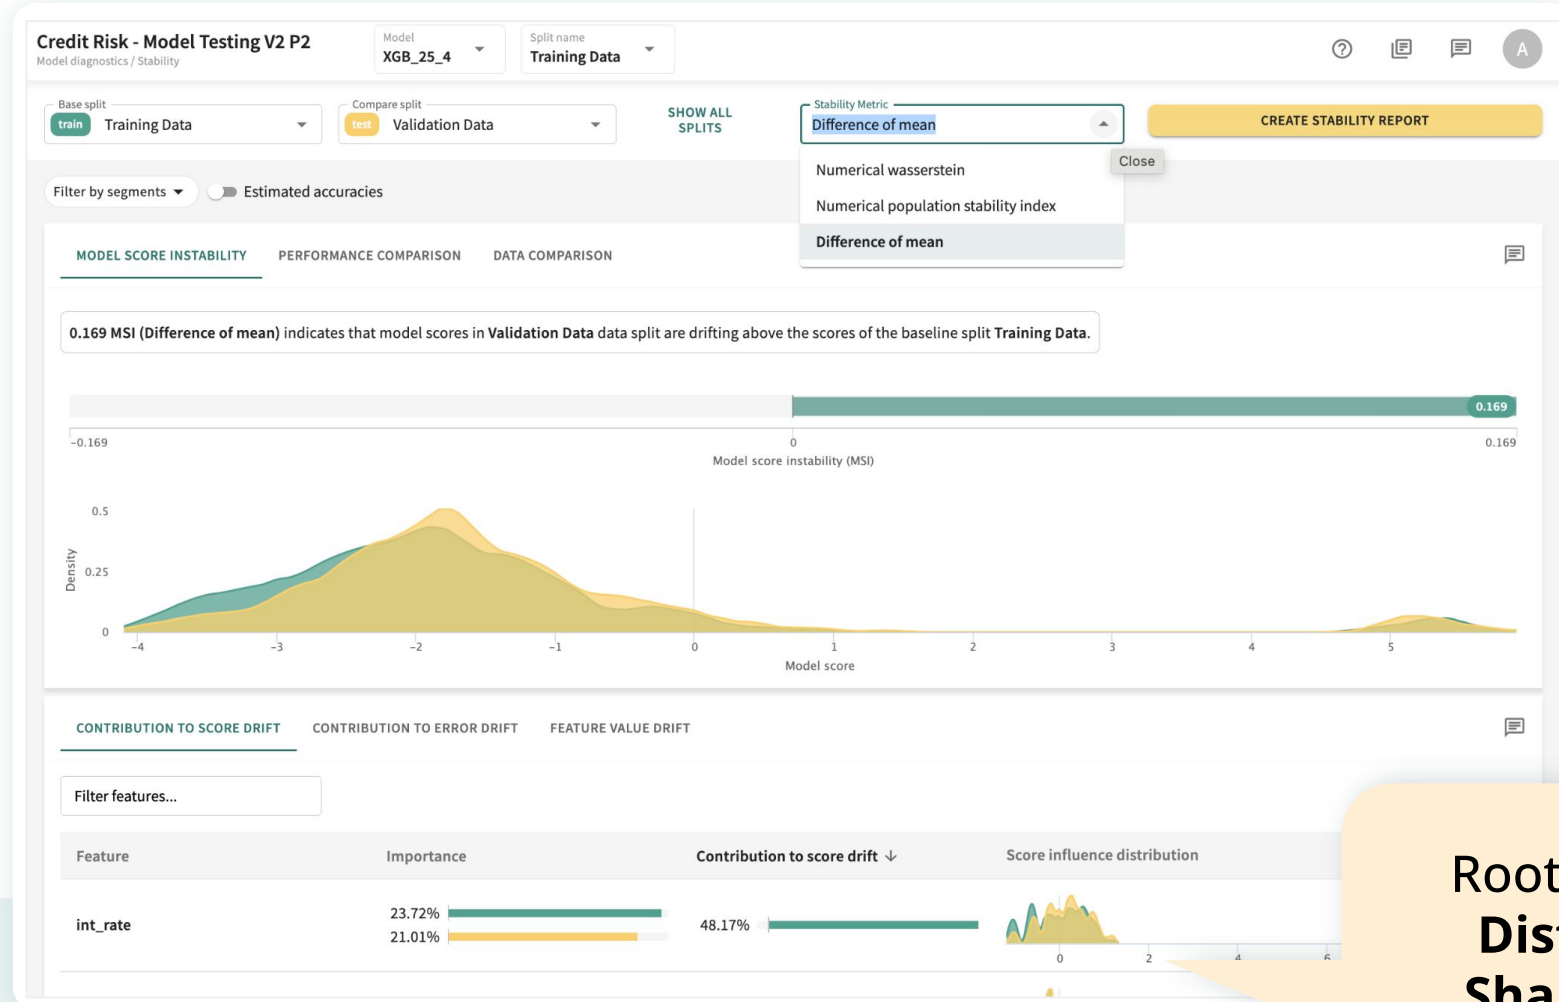 Credit Risk - Model Testing V2 P2
Model diagnostics / Stability
Model
XGB_25_4
Split name
Training Data
A
Base split
train Training Data
Compare split
test Validation Data
SHOW ALL
SPLITS
Stability Metric
Difference of mean
CREATE STABILITY REPORT
Close
Numerical wasserstein
Numerical population stability index
Difference of mean
Filter by segments
Estimated accuracies
MODEL SCORE INSTABILITY PERFORMANCE COMPARISON DATA COMPARISON
0.169 MSI (Difference of mean) indicates that model scores in Validation Data data split are drifting above the scores of the baseline split Training Data.
0.169
-0.169 0 0.169
Model score instability (MSI)
0.5
0.25
0
Density
-4 -3 -2 -1 0 1 2 3 4 5
Model score
CONTRIBUTION TO SCORE DRIFT CONTRIBUTION TO ERROR DRIFT FEATURE VALUE DRIFT
Filter features...
Feature Importance Contribution to score drift ↓ Score influence distribution
int_rate
23.72%
21.01%
48.17%
0 2 4 6
Root
Dis
Sha